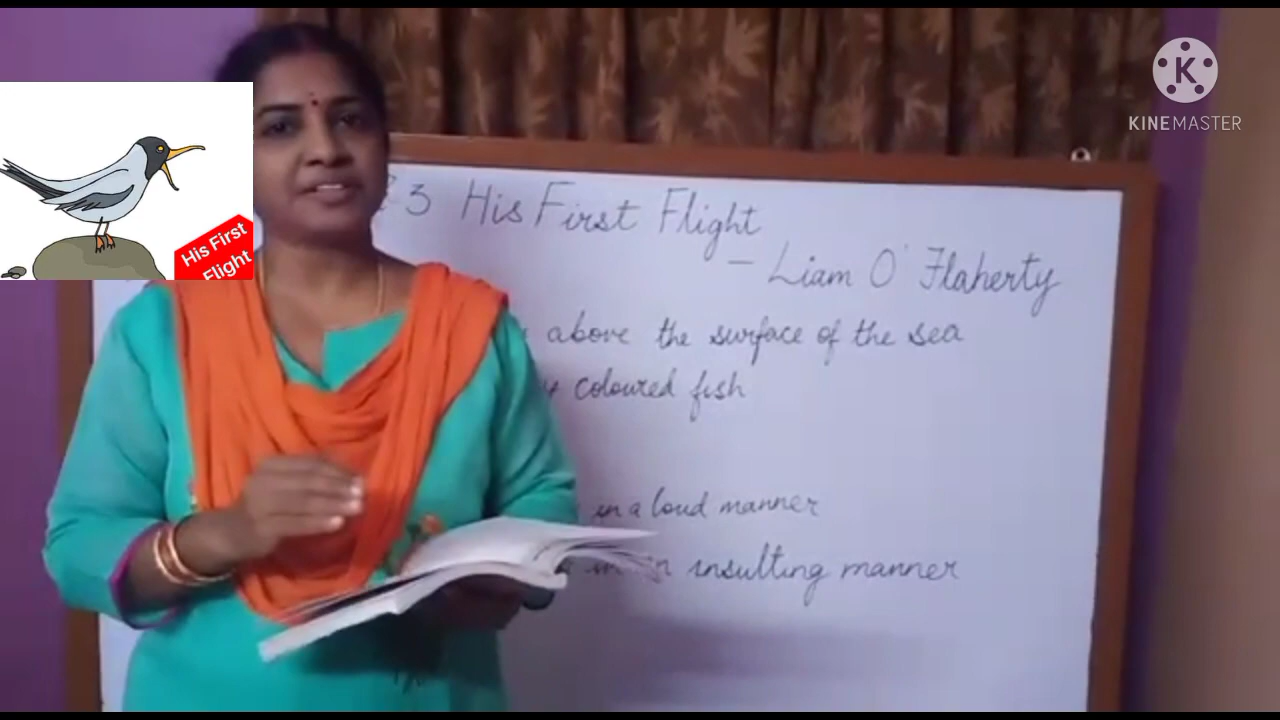 3 His First Flight
- Liam O'Flaherty
above the surface of the sea
coloured fish
in a loud manner
insulting manner
His First
Flight
KINEMASTER